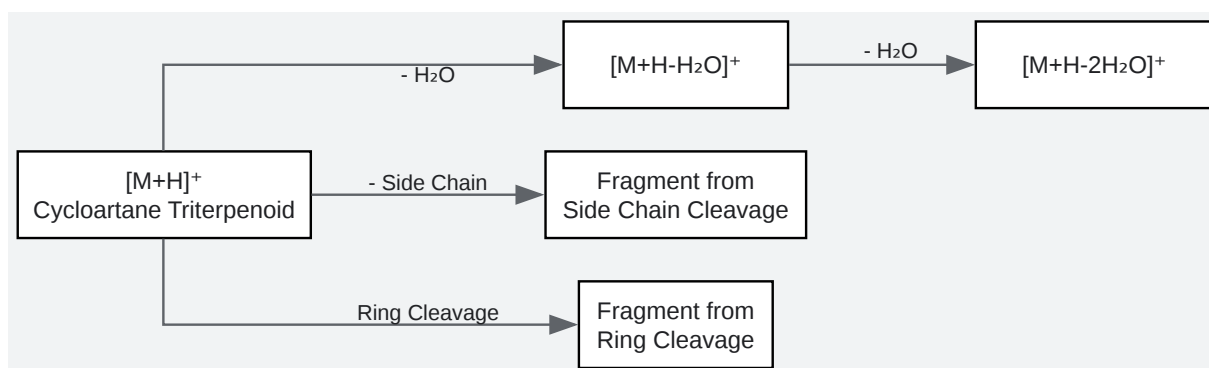 - H₂O
[M+H-H₂O]⁺
- H₂O
[M+H-2H₂O]⁺
[M+H]⁺
Cycloartane Triterpenoid
- Side Chain
Fragment from
Side Chain Cleavage
Ring Cleavage
Fragment from
Ring Cleavage